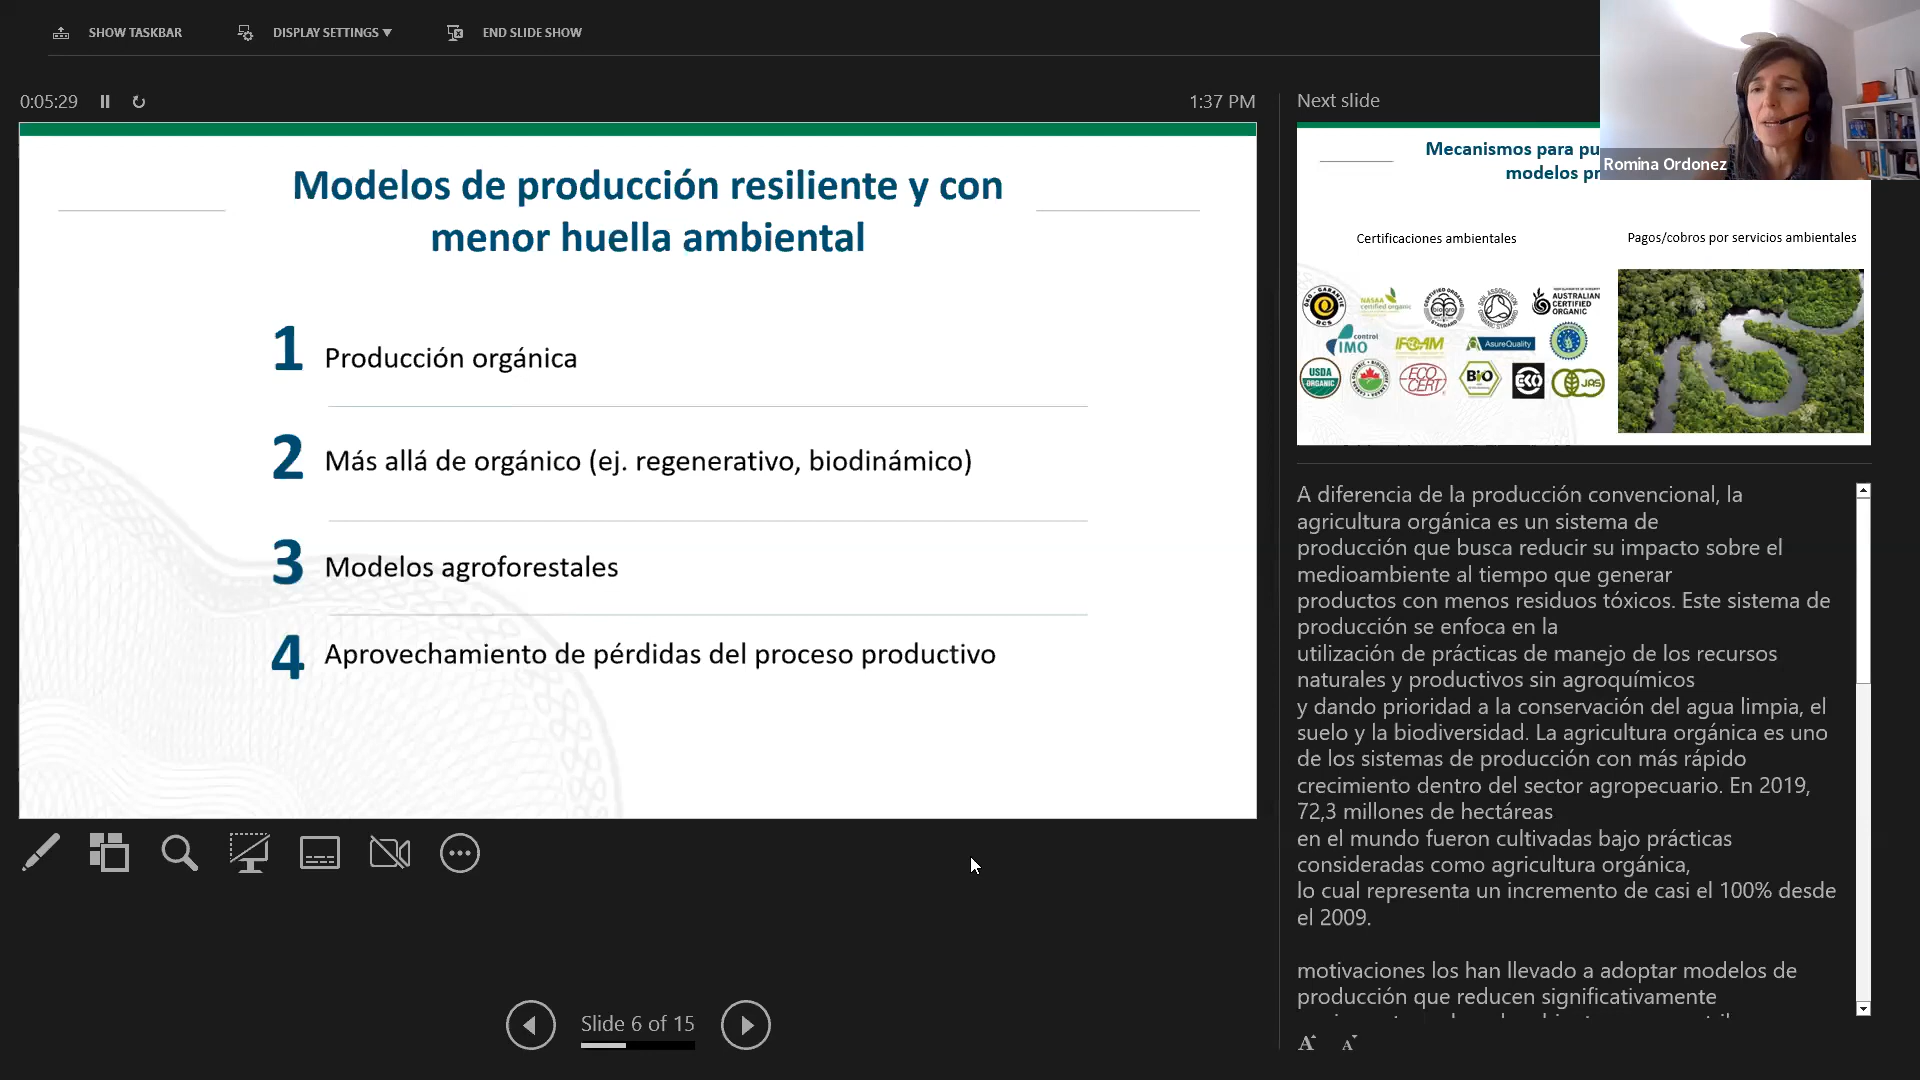 SHOW TASKBAR
DISPLAY SETTINGS ▼
END SLIDE SHOW
0:05:29
1:37 PM
Modelos de producción resiliente y con
menor huella ambiental
1 Producción orgánica
2 Más allá de orgánico (ej. regenerativo, biodinámico)
3 Modelos agroforestales
4 Aprovechamiento de pérdidas del proceso productivo
Slide 6 of 15
Next slide
Romina Ordonez
Mecanismos para
modelos
Certificaciones ambientales
Pagos/cobros por servicios ambientales
NASAA
certified organic
AUSTRALIAN
CERTIFIED
ORGANIC
control
IMO
IFOAM
AsureQuality
USDA
ORGANIC
ECO
CERT
BIO
EKO
JAS
A diferencia de la producción convencional, la
agricultura orgánica es un sistema de
producción que busca reducir su impacto sobre el
medioambiente al tiempo que generar
productos con menos residuos tóxicos. Este sistema de
producción se enfoca en la
utilización de prácticas de manejo de los recursos
naturales y productivos sin agroquímicos
y dando prioridad a la conservación del agua limpia, el
suelo y la biodiversidad. La agricultura orgánica es uno
de los sistemas de producción con más rápido
crecimiento dentro del sector agropecuario. En 2019,
72,3 millones de hectáreas
en el mundo fueron cultivadas bajo prácticas
consideradas como agricultura orgánica,
lo cual representa un incremento de casi el 100% desde
el 2009.
motivaciones los han llevado a adoptar modelos de
producción que reducen significativamente
A A